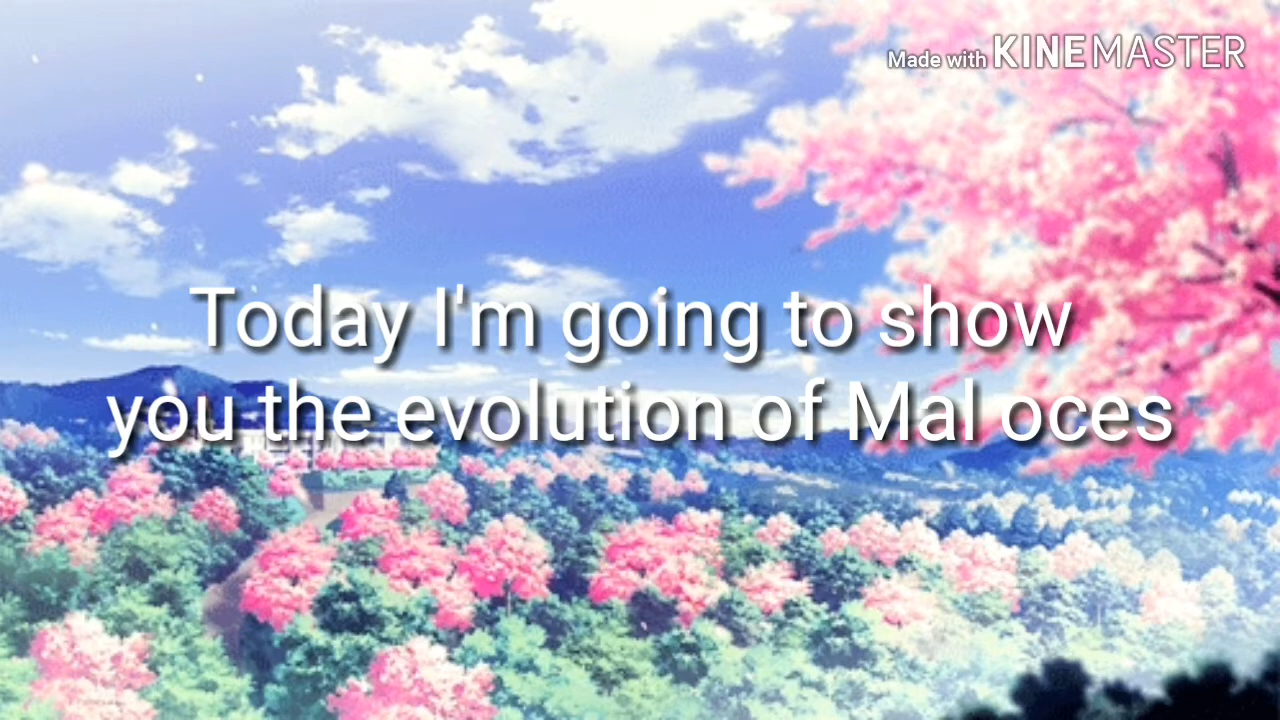 Made with KINEMASTER
Today I'm going to show
you the evolution of Mal oces